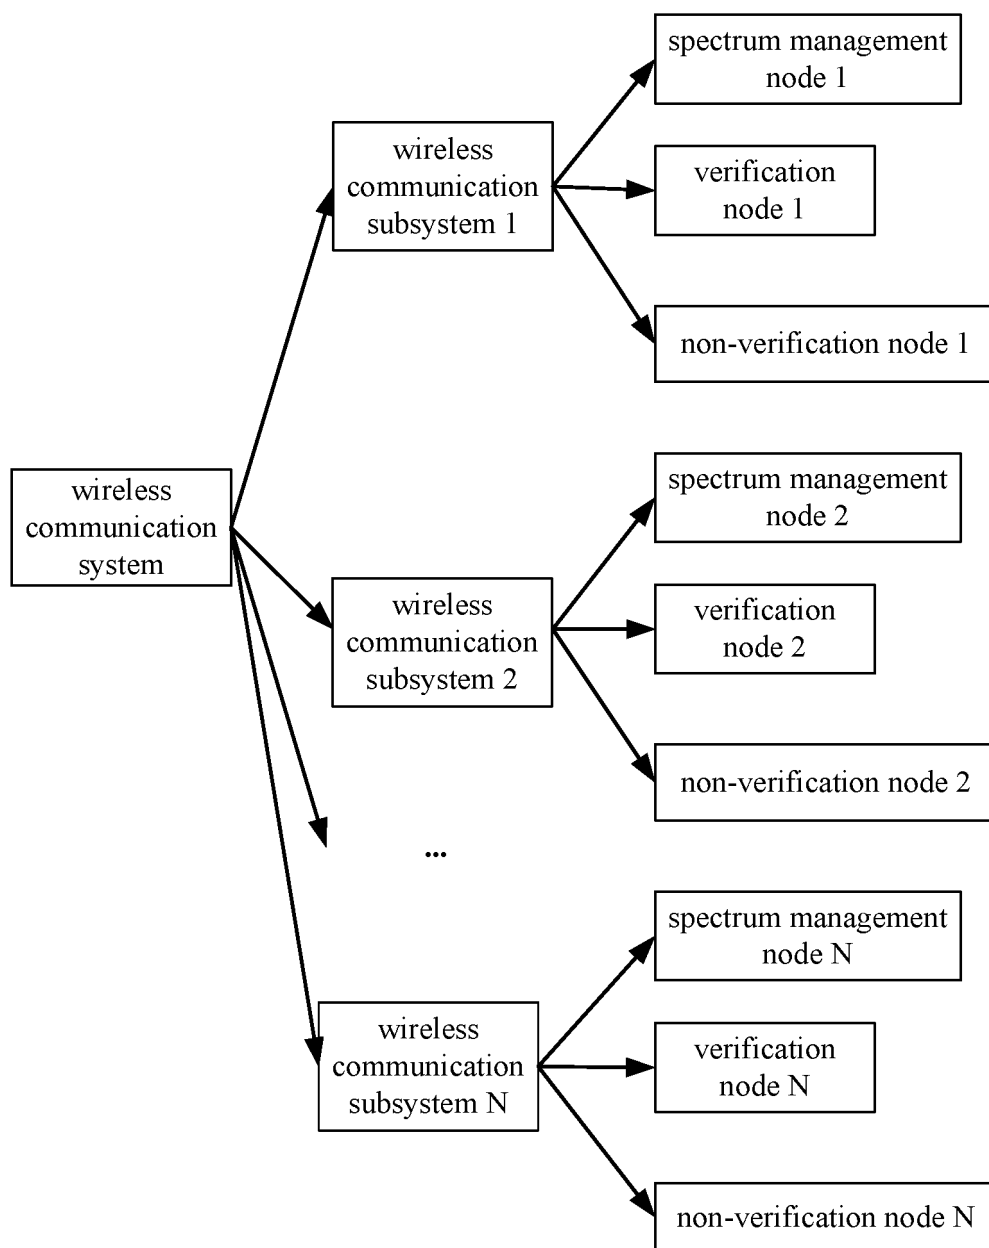 spectrum management
node 1
wireless
communication
subsystem 1
verification
node 1
non-verification node 1
wireless
communication
system
spectrum management
node 2
wireless
communication
subsystem 2
verification
node 2
non-verification node 2
...
spectrum management
node N
wireless
communication
subsystem N
verification
node N
non-verification node N